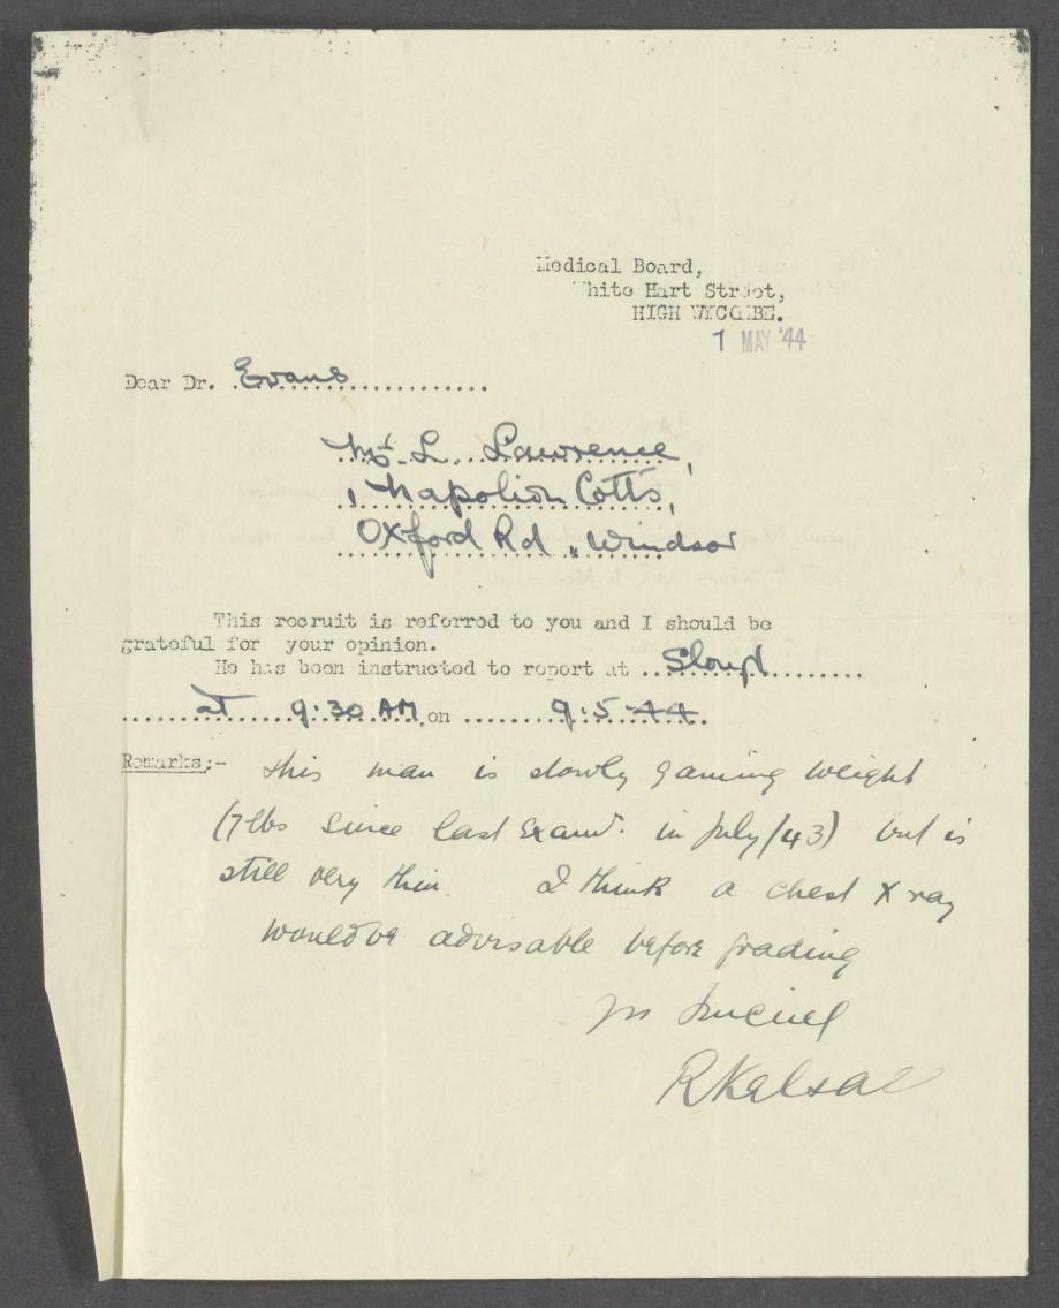 Medical Board,
White Hart Street,
HIGH WYCOMBE.
1 MAY '44
Dear Dr. Evans
Mr. L. Lawrence,
1 Napolion Cotts,
Oxford Rd, Windsor
This recruit is referred to you and I should be
grateful for your opinion.
He has been instructed to report at Slough
at 9:30 AM on 9.5.44.
Remarks:- this man is slowly gaining weight
(7 lbs since last Exam. in July/43) but is
still very thin. I think a chest X ray
would be advisable before grading
Yrs sincerely